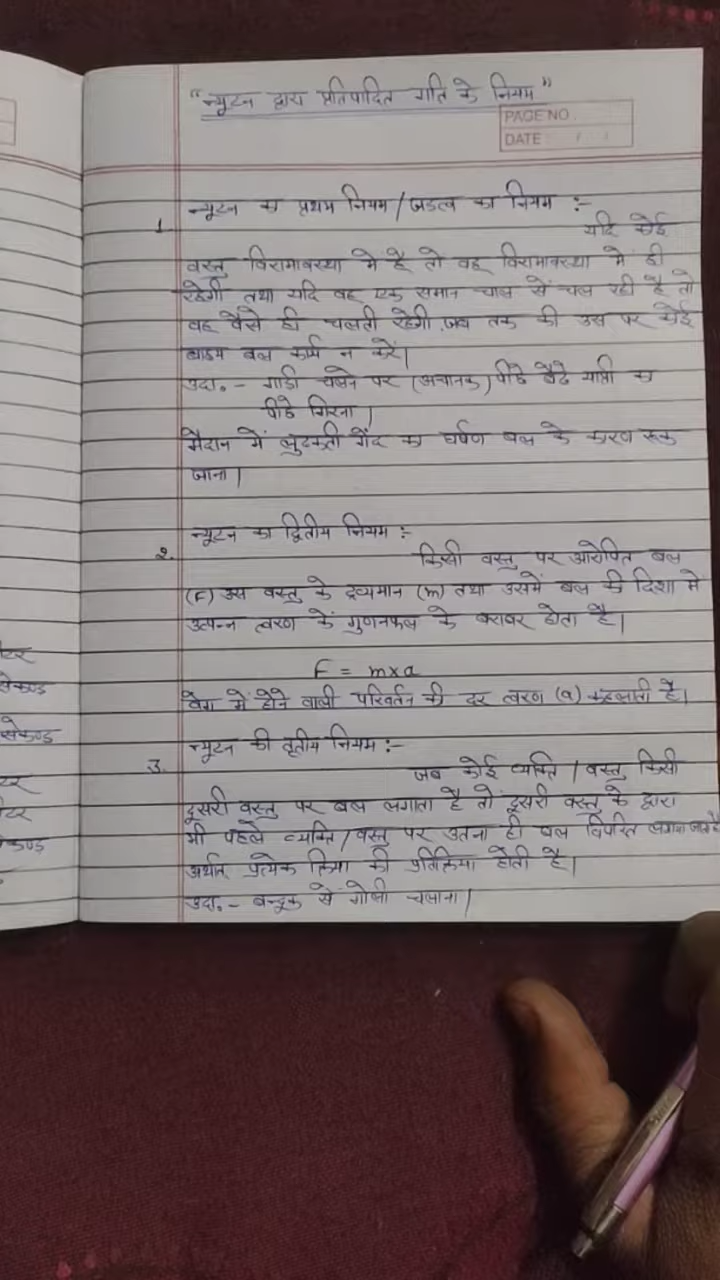 "न्यूटन द्वारा प्रतिपादित गति के नियम"
PAGE NO.
DATE : / /
न्यूटन का प्रथम नियम / जडत्व का नियम :-
1. यदि कोई
वस्तु विरामावस्था में है तो वह विरामावस्था में ही
रहेगी तथा यदि वह एक समान चाल से चल रही है तो
वह वैसे ही चलती रहेगी जब तक की उस पर कोई
बाह्य बल कार्य न करें।
उदा. - गाडी चलने पर (अचानक) पीछे बैठे यात्री का
पीछे गिरना।
मैदान में लुढकती गेंद का घर्षण बल के कारण रूक
जाना।
न्यूटन का द्वितीय नियम :-
2. किसी वस्तु पर आरोपित बल
(F) उस वस्तु के द्रव्यमान (m) तथा उसमें बल की दिशा में
उत्पन्न त्वरण के गुणनफल के बराबर होता है।
F = m×a
वेग में होने वाली परिवर्तन की दर त्वरण (a) कहलाती है।
न्यूटन की तृतीय नियम :-
3. जब कोई व्यक्ति / वस्तु किसी
दूसरी वस्तु पर बल लगाता है तो दूसरी वस्तु के द्वारा
भी पहले व्यक्ति / वस्तु पर उतना ही बल विपरित लगाया जाता है
अर्थात् प्रत्येक क्रिया की प्रतिक्रिया होती है।
उदा. - बन्दूक से गोली चलाना।